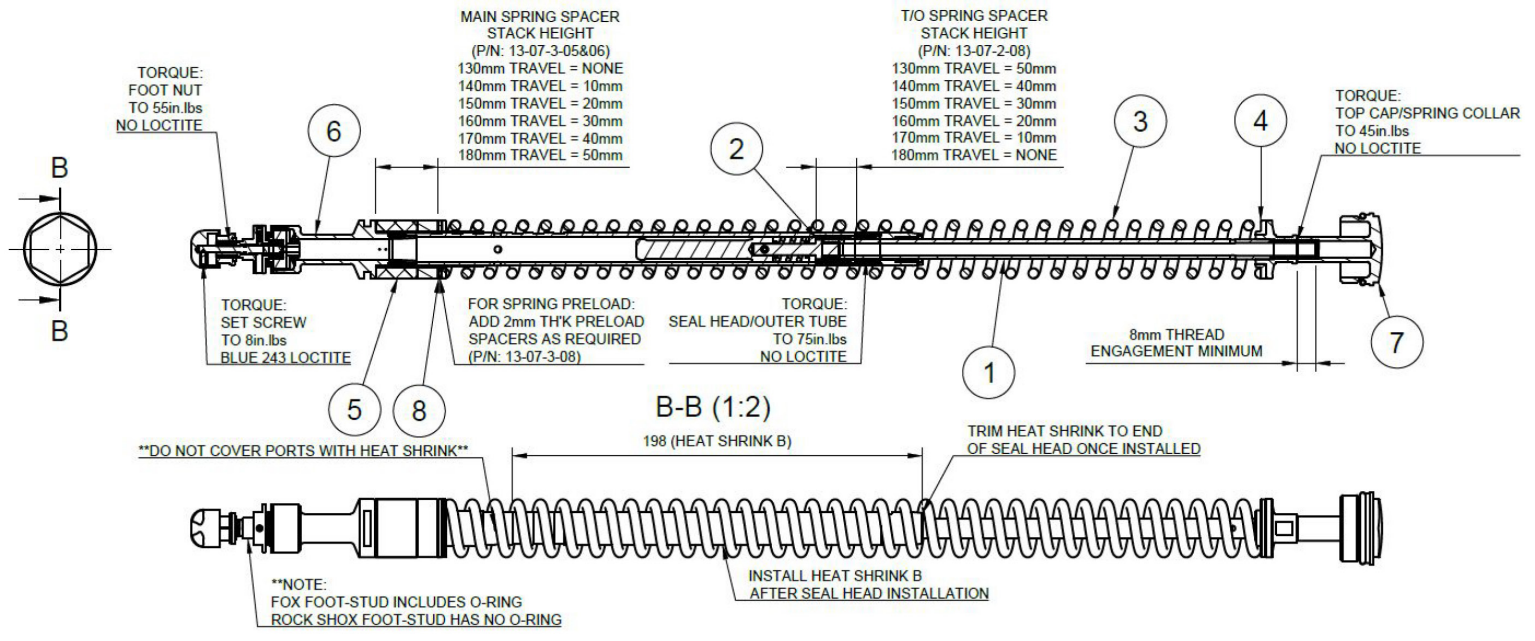 MAIN SPRING SPACER
STACK HEIGHT
(P/N: 13-07-3-05&06)
130mm TRAVEL = NONE
140mm TRAVEL = 10mm
150mm TRAVEL = 20mm
160mm TRAVEL = 30mm
170mm TRAVEL = 40mm
180mm TRAVEL = 50mm
T/O SPRING SPACER
STACK HEIGHT
(P/N: 13-07-2-08)
130mm TRAVEL = 50mm
140mm TRAVEL = 40mm
150mm TRAVEL = 30mm
160mm TRAVEL = 20mm
170mm TRAVEL = 10mm
180mm TRAVEL = NONE
TORQUE:
FOOT NUT
TO 55in.lbs
NO LOCTITE
TORQUE:
TOP CAP/SPRING COLLAR
TO 45in.lbs
NO LOCTITE
6
2
3
4
B
B
TORQUE:
SET SCREW
TO 8in.lbs
BLUE 243 LOCTITE
FOR SPRING PRELOAD:
ADD 2mm TH'K PRELOAD
SPACERS AS REQUIRED
(P/N: 13-07-3-08)
TORQUE:
SEAL HEAD/OUTER TUBE
TO 75in.lbs
NO LOCTITE
8mm THREAD
ENGAGEMENT MINIMUM
5
8
1
7
B-B (1:2)
198 (HEAT SHRINK B)
**DO NOT COVER PORTS WITH HEAT SHRINK**
TRIM HEAT SHRINK TO END
OF SEAL HEAD ONCE INSTALLED
INSTALL HEAT SHRINK B
AFTER SEAL HEAD INSTALLATION
**NOTE:
FOX FOOT-STUD INCLUDES O-RING
ROCK SHOX FOOT-STUD HAS NO O-RING